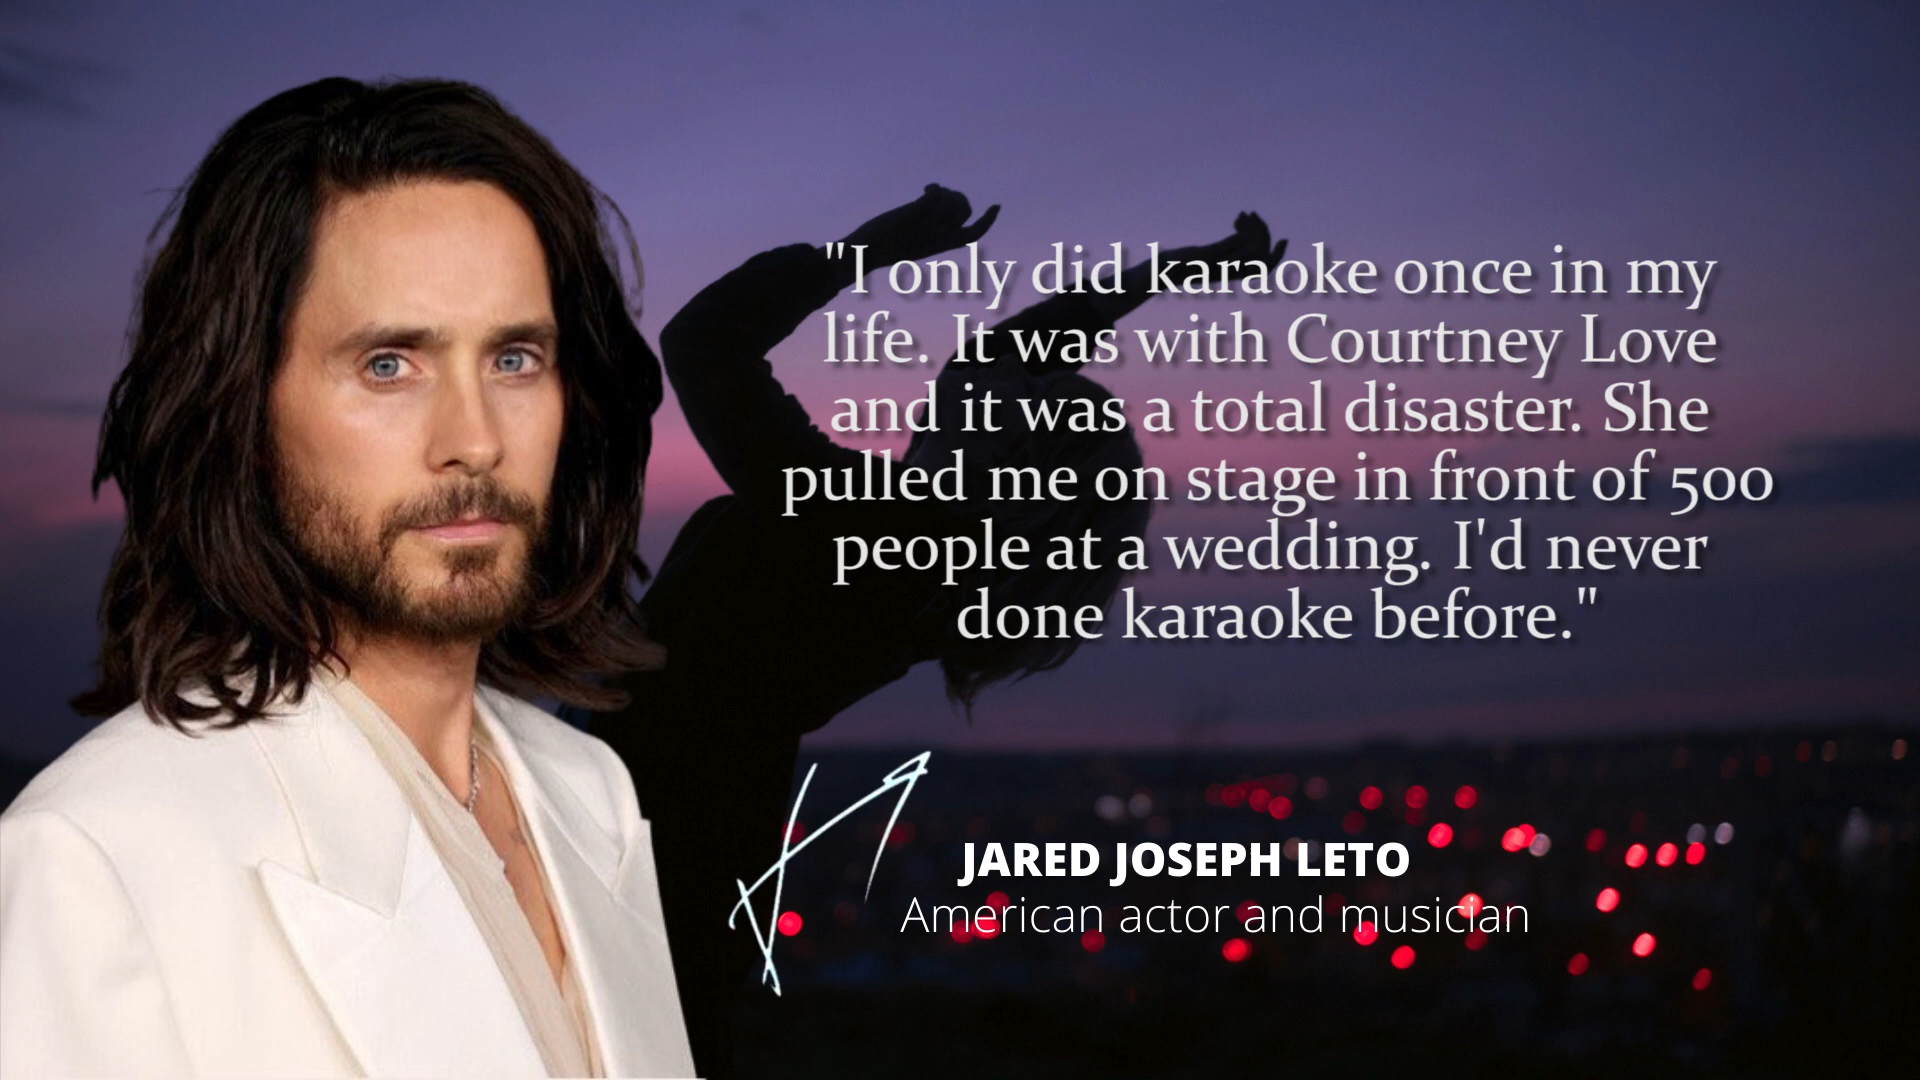 "I only did karaoke once in my
life. It was with Courtney Love
and it was a total disaster. She
pulled me on stage in front of 500
people at a wedding. I'd never
done karaoke before."
JARED JOSEPH LETO
American actor and musician